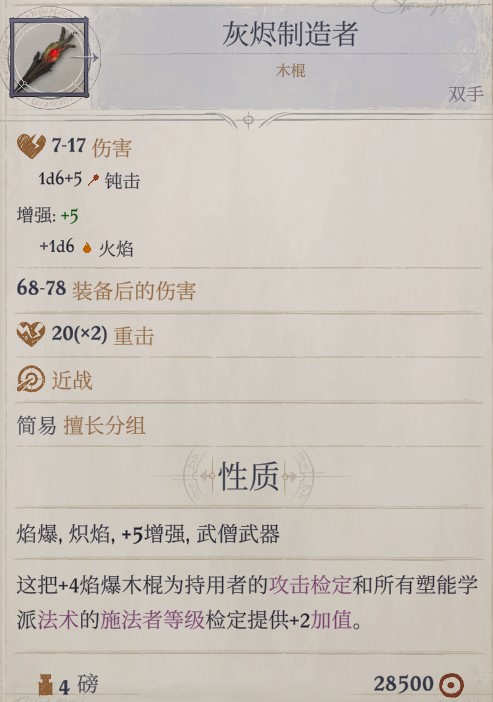 灰烬制造者
木棍
双手
7-17 伤害
1d6+5 钝击
增强: +5
+1d6 火焰
68-78 装备后的伤害
20(×2) 重击
近战
简易 擅长分组
性质
焰爆, 炽焰, +5增强, 武僧武器
这把+4焰爆木棍为持用者的攻击检定和所有塑能学
派法术的施法者等级检定提供+2加值。
4 磅
28500